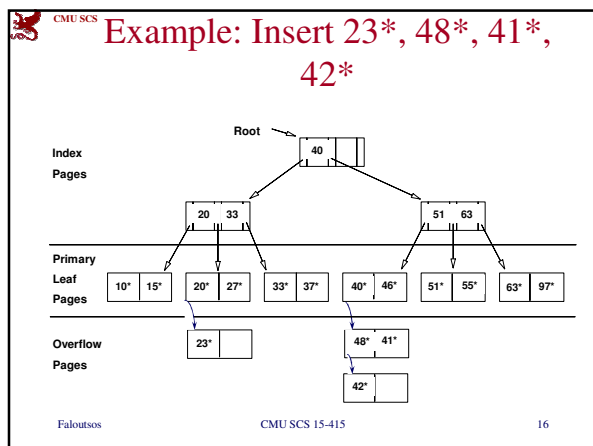 CMU SCS
Example: Insert 23*, 48*, 41*,
42*
Root
Index
Pages
40
20 33
51 63
Primary
Leaf
Pages
10* 15* 20* 27* 33* 37* 40* 46* 51* 55* 63* 97*
Overflow
Pages
23*
48* 41*
42*
Faloutsos CMU SCS 15-415 16